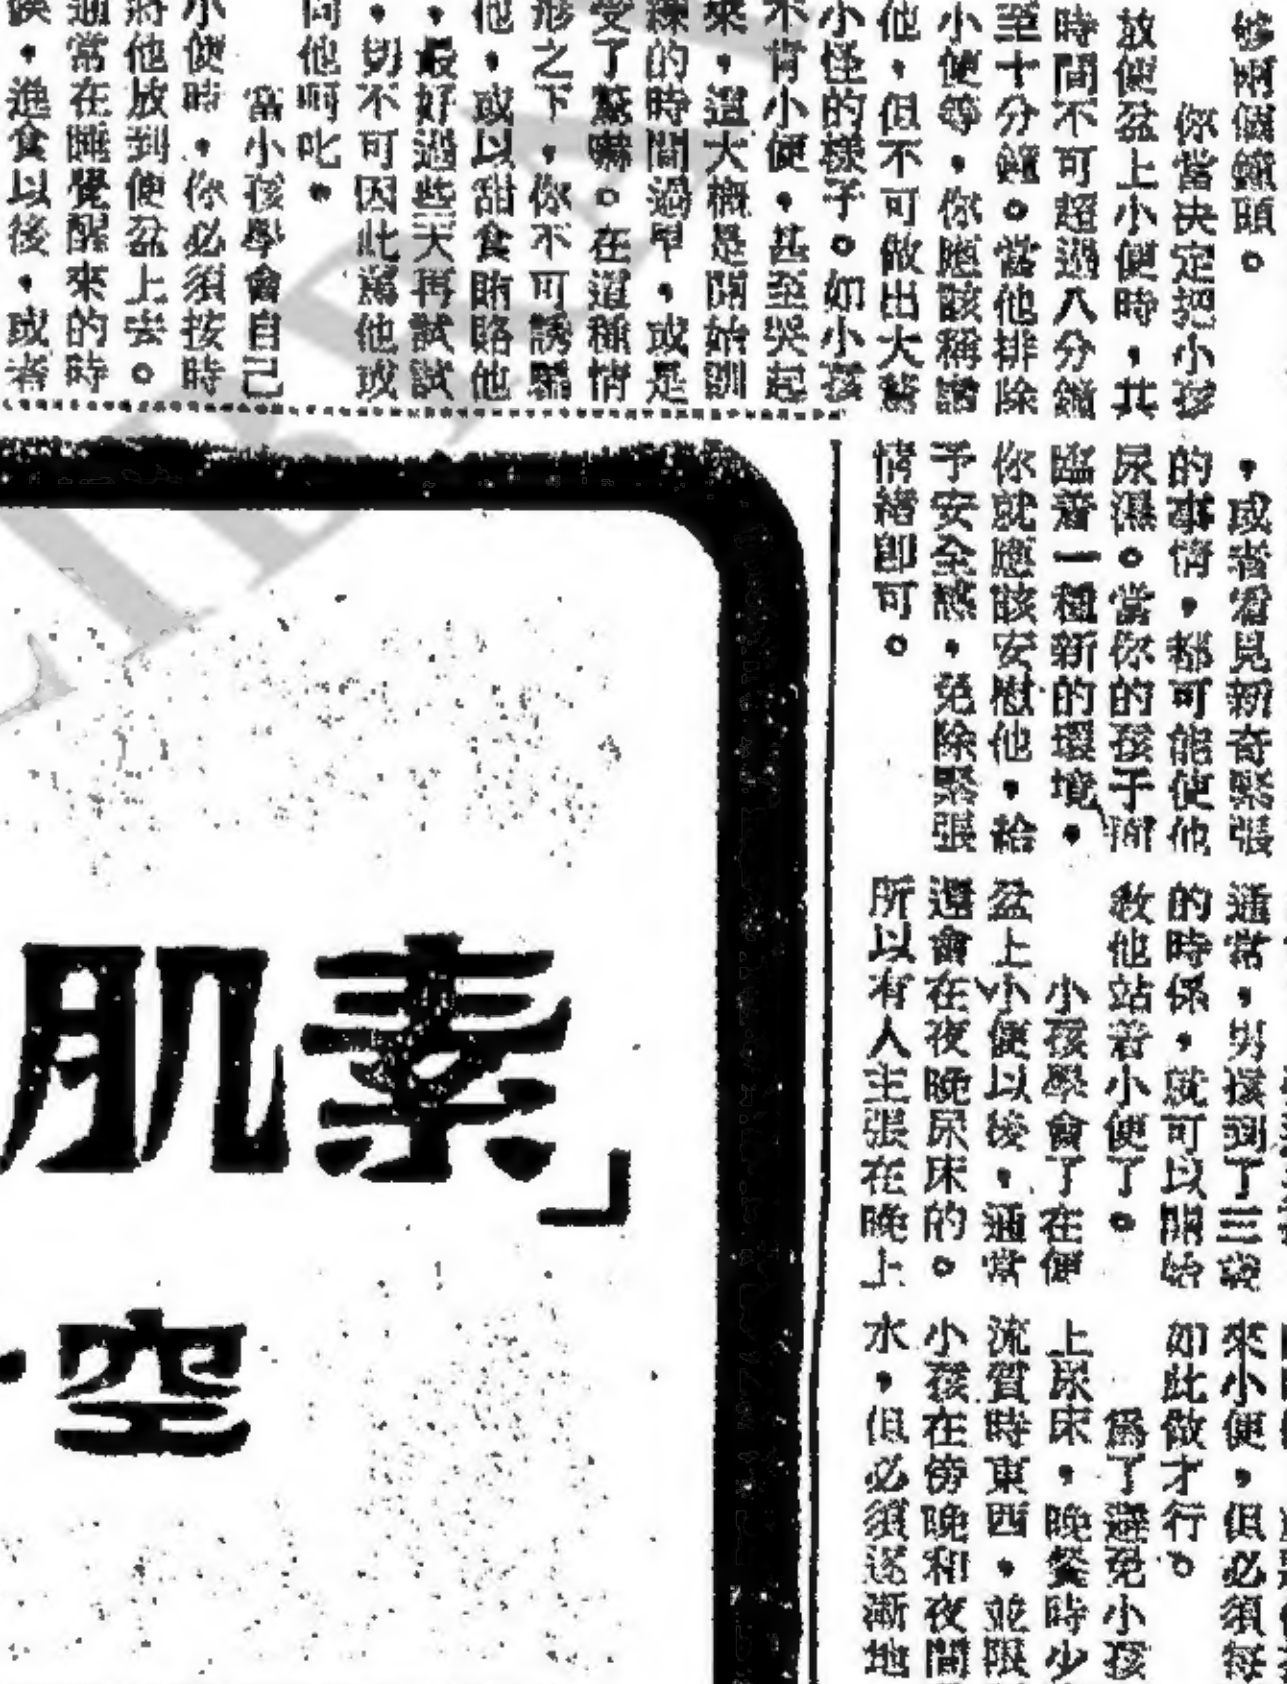 够兩個鐘頭。
你當决定把小孩
放便盆上小便時，其
時間不可超過八分鐘
至十分鐘。當他排除
小便等，你應該稱讚
他，但不可做出大驚
小怪的樣子。如小孩
不肯小便，甚至哭起
來，這大概是開始訓
練的時間過早，或是
受了驚嚇。在這種情
形之下，你不可誘騙
他，或以甜食賄賂他
，最好過些天再試試
，切不可因此罵他或
向他呵叱。
當小孩學會自己
小便時，你必須按時
將他放到便盆上去。
通常在睡覺醒來的時
候，進食以後，或者
，或者看見新奇緊張
的事情，都可能使他
尿濕。當你的孩子面
臨着一種新的環境，
你就應該安慰他，給
予安全感，免除緊張
情緒即可。
通常，男孩到了三歲
的時係，就可以開始
敎他站着小便了。
小孩學會了在便
盆上小便以後，通常
還會在夜晚尿床的。
所以有人主張在晚上
來小便，但必須每
如此做才行。
爲了避免小孩
上尿床，晚餐時少
流質時東西，並限
小孩在傍晚和夜間
水，但必須逐漸地
素肌
」
空